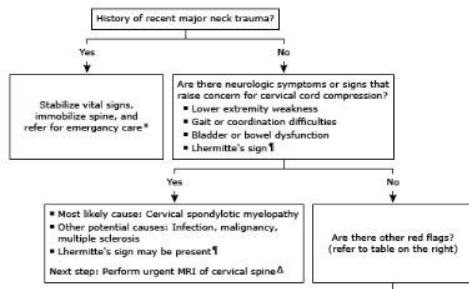 History of recent major neck trauma?
Yes
No
Stabilize vital signs,
immobilize spine, and
refer for emergancy care*
Are there neurologic symptoms or signs that
raise concern for cervical cord compression?
▪ Lower extremity weakness
▪ Gait or coordination difficulties
▪ Bladder or bowel dysfunction
▪ Lhermitte's sign¶
Yes
No
▪ Most likely cause: Cervical spondylotic myelopathy
▪ Other potential causes: Infection, malignancy,
multiple sclerosis
▪ Lhermitte's sign may be present¶
Next step: Perform urgent MRI of cervical spineΔ
Are there other red flags?
(refer to table on the right)